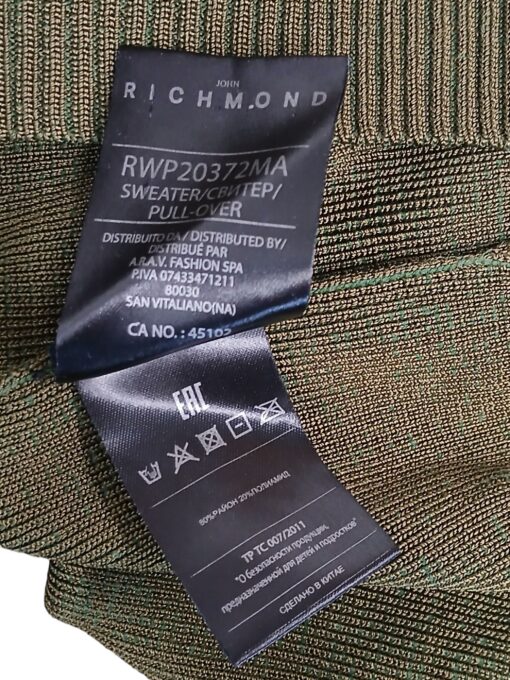 JOHN
RICHMOND
RWP20372MA
SWEATER/СВИТЕР/
PULL-OVER
DISTRIBUITO DA/ DISTRIBUTED BY/
DISTRIBUÉ PAR
A.R.A.V. FASHION SPA
P.IVA 07433471211
80030
SAN VITALIANO(NA)
CA NO. : 45193
EAC
РАЙОН 20%ПОЛИАМИД
ТР ТС 007/2011
"О безопасности продукции,
предназначенной для детей и подростков"
СДЕЛАНО В КИТАЕ